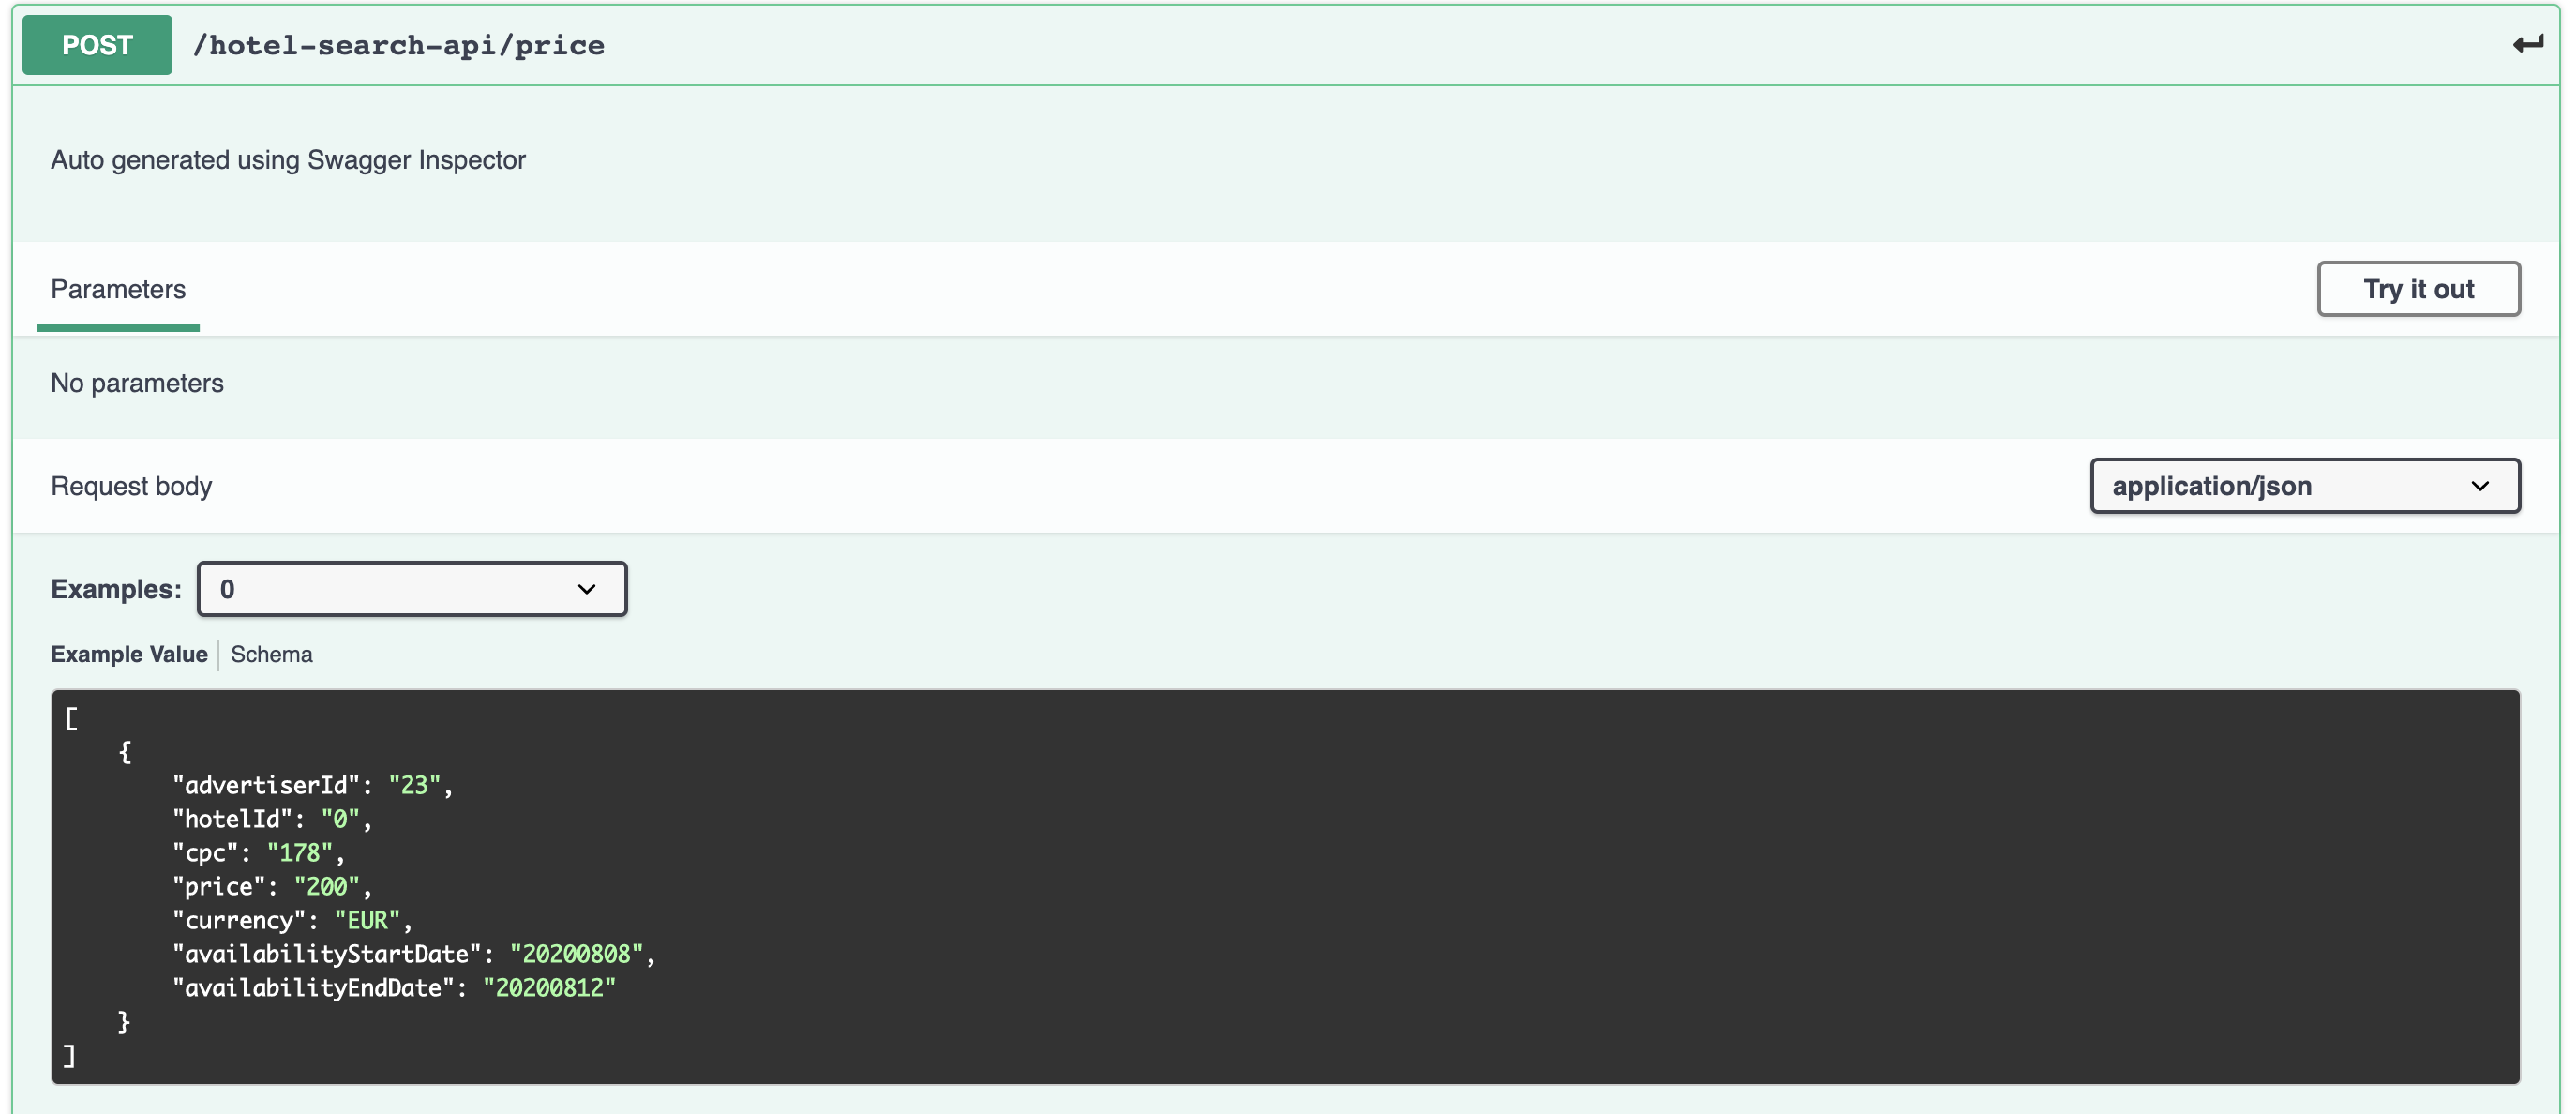 POST /hotel-search-api/price
Auto generated using Swagger Inspector
Parameters
Try it out
No parameters
Request body
application/json
Examples: 0
Example Value Schema
[
    {
        "advertiserId": "23",
        "hotelId": "0",
        "cpc": "178",
        "price": "200",
        "currency": "EUR",
        "availabilityStartDate": "20200808",
        "availabilityEndDate": "20200812"
    }
]